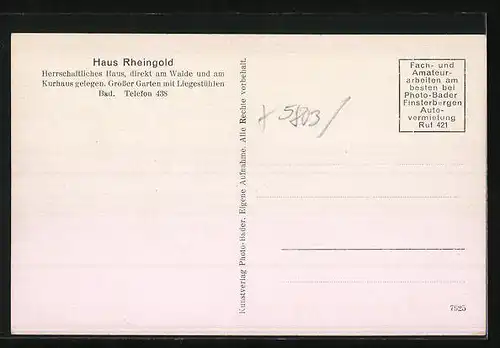 Haus Rheingold
Herrschaftliches Haus, direkt am Walde und am
Kurhaus gelegen. Großer Garten mit Liegestühlen
Bad. Telefon 438
Kunstverlag Photo-Bader. Eigene Aufnahme. Alle Rechte vorbehalt.
+ 5803/
Fach- und
Amateur-
arbeiten am
besten bei
Photo-Bader
Finsterbergen
Auto-
vermietung
Ruf 421
7525